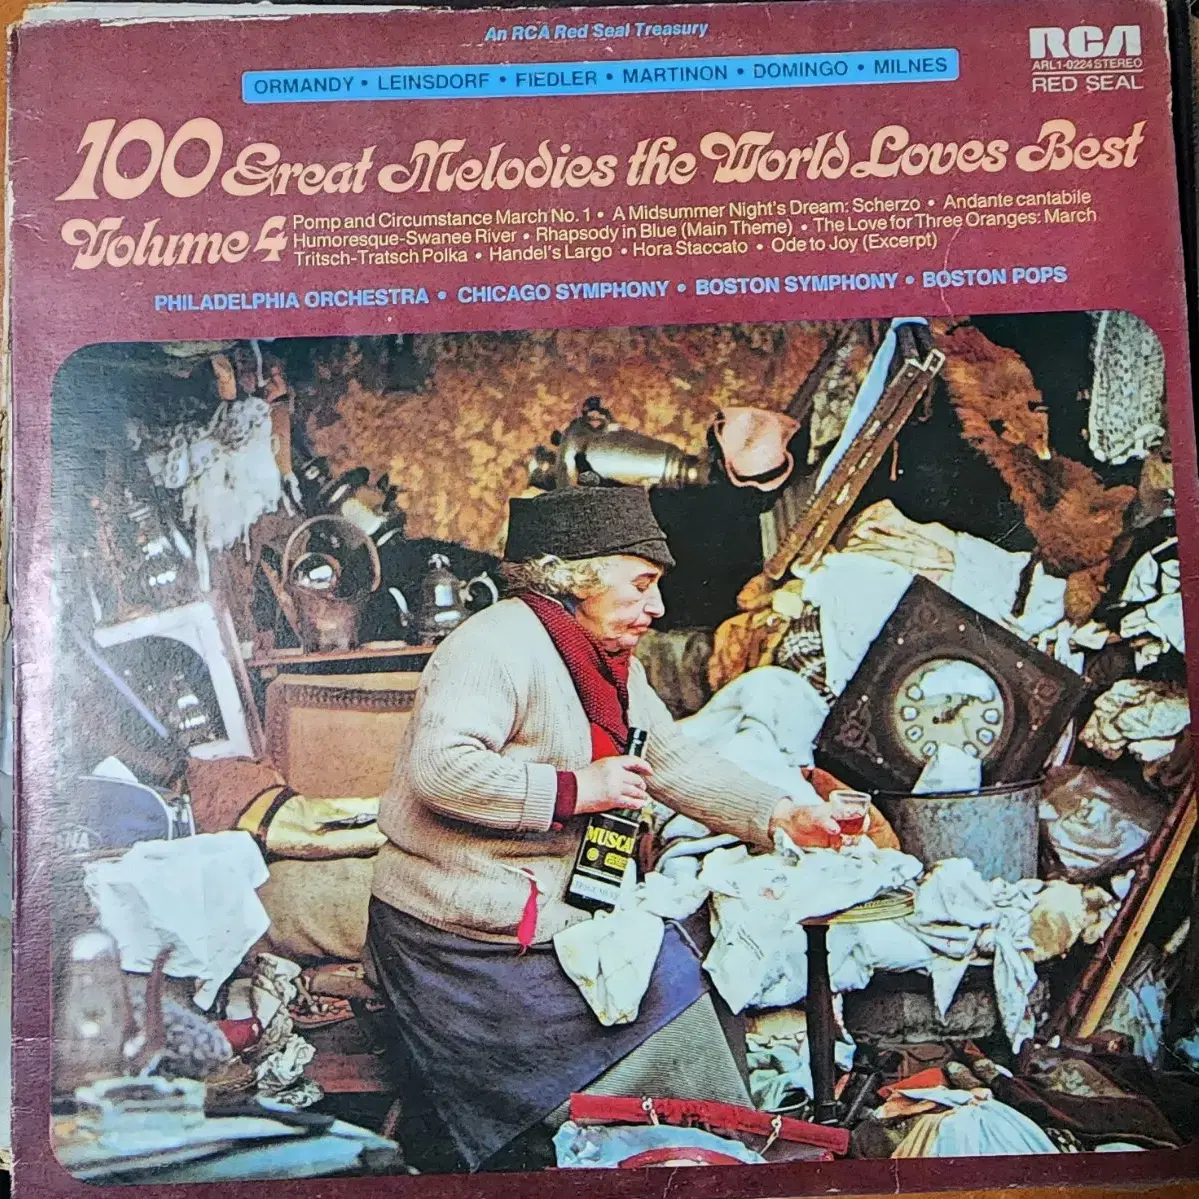 An RCA Red Seal Treasury
RCA
ARL1-0224 STEREO
RED SEAL
ORMANDY • LEINSDORF • FIEDLER • MARTINON • DOMINGO • MILNES
100 Great Melodies the World Loves Best
Volume 4
Pomp and Circumstance March No. 1 • A Midsummer Night's Dream: Scherzo • Andante cantabile
Humoresque-Swanee River • Rhapsody in Blue (Main Theme) • The Love for Three Oranges: March
Tritsch-Tratsch Polka • Handel's Largo • Hora Staccato • Ode to Joy (Excerpt)
PHILADELPHIA ORCHESTRA • CHICAGO SYMPHONY • BOSTON SYMPHONY • BOSTON POPS
MUSCA